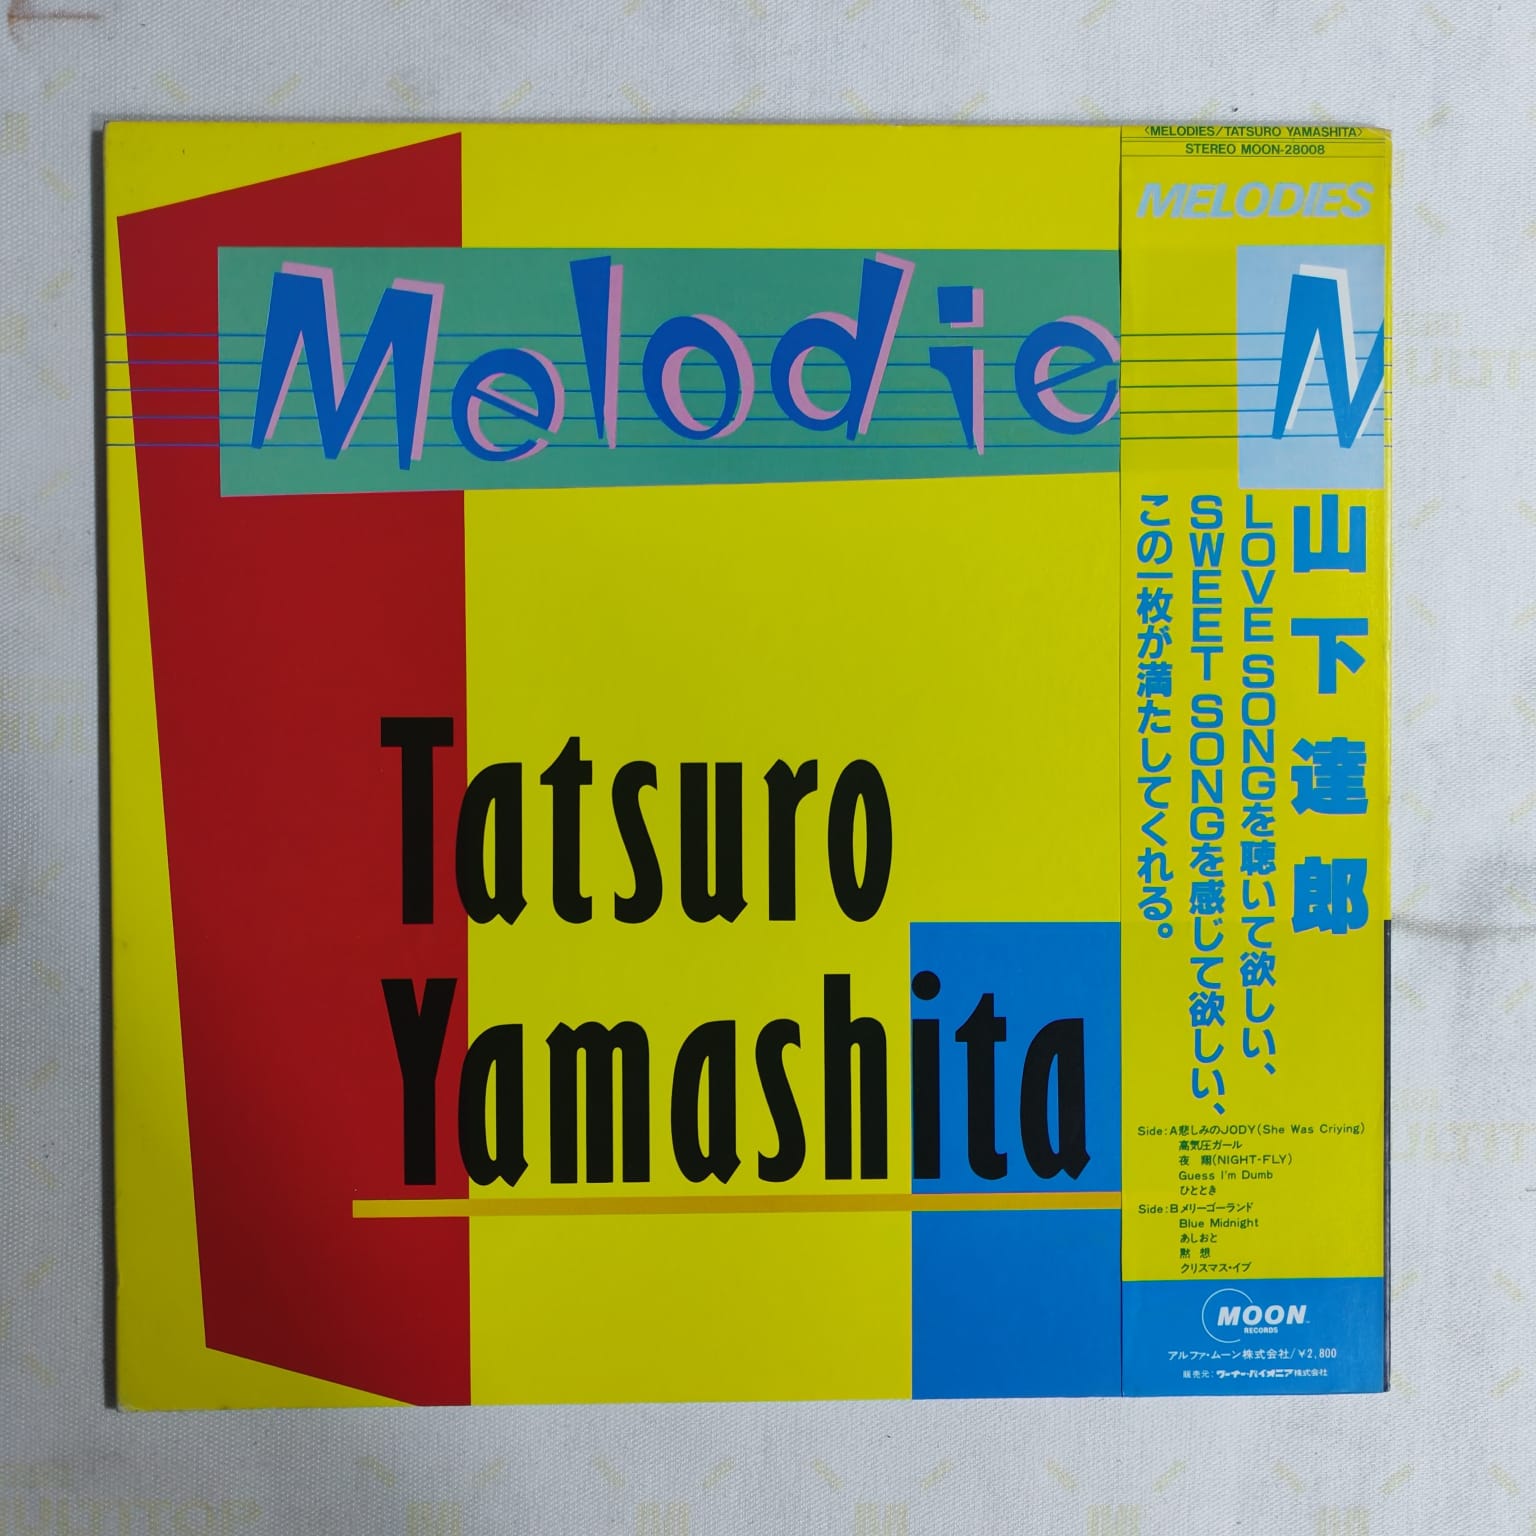 Melodie
Tatsuro
Yamashita
〈MELODIES/TATSURO YAMASHITA〉
STEREO MOON-28008
MELODIES
M
山下達郎
LOVE SONGを聴いて欲しい、
SWEET SONGを感じて欲しい、
この一枚が満たしてくれる。
Side:A悲しみのJODY(She Was Criying)
高気圧ガール
夜 翔(NIGHT-FLY)
Guess I'm Dumb
ひととき
Side:Bメリーゴーランド
Blue Midnight
あしおと
黙 想
クリスマス・イブ
MOON
RECORDS
アルファ・ムーン株式会社/¥2,800
販売元:ワーナー・パイオニア株式会社